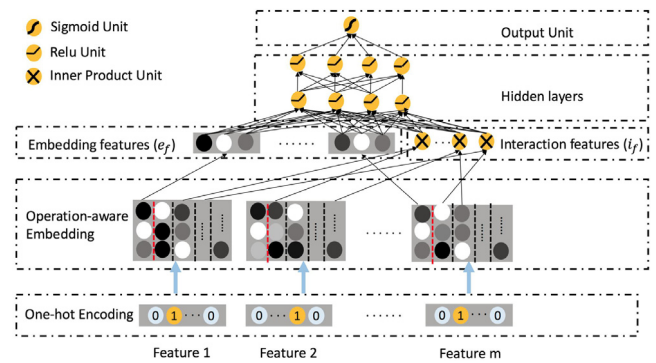 Sigmoid Unit
Output Unit
Relu Unit
Inner Product Unit
Hidden layers
Embedding features (e_f)
Interaction features (i_f)
Operation-aware
Embedding
One-hot Encoding
0 1 0
0 1 0
0 1 0
Feature 1
Feature 2
Feature m